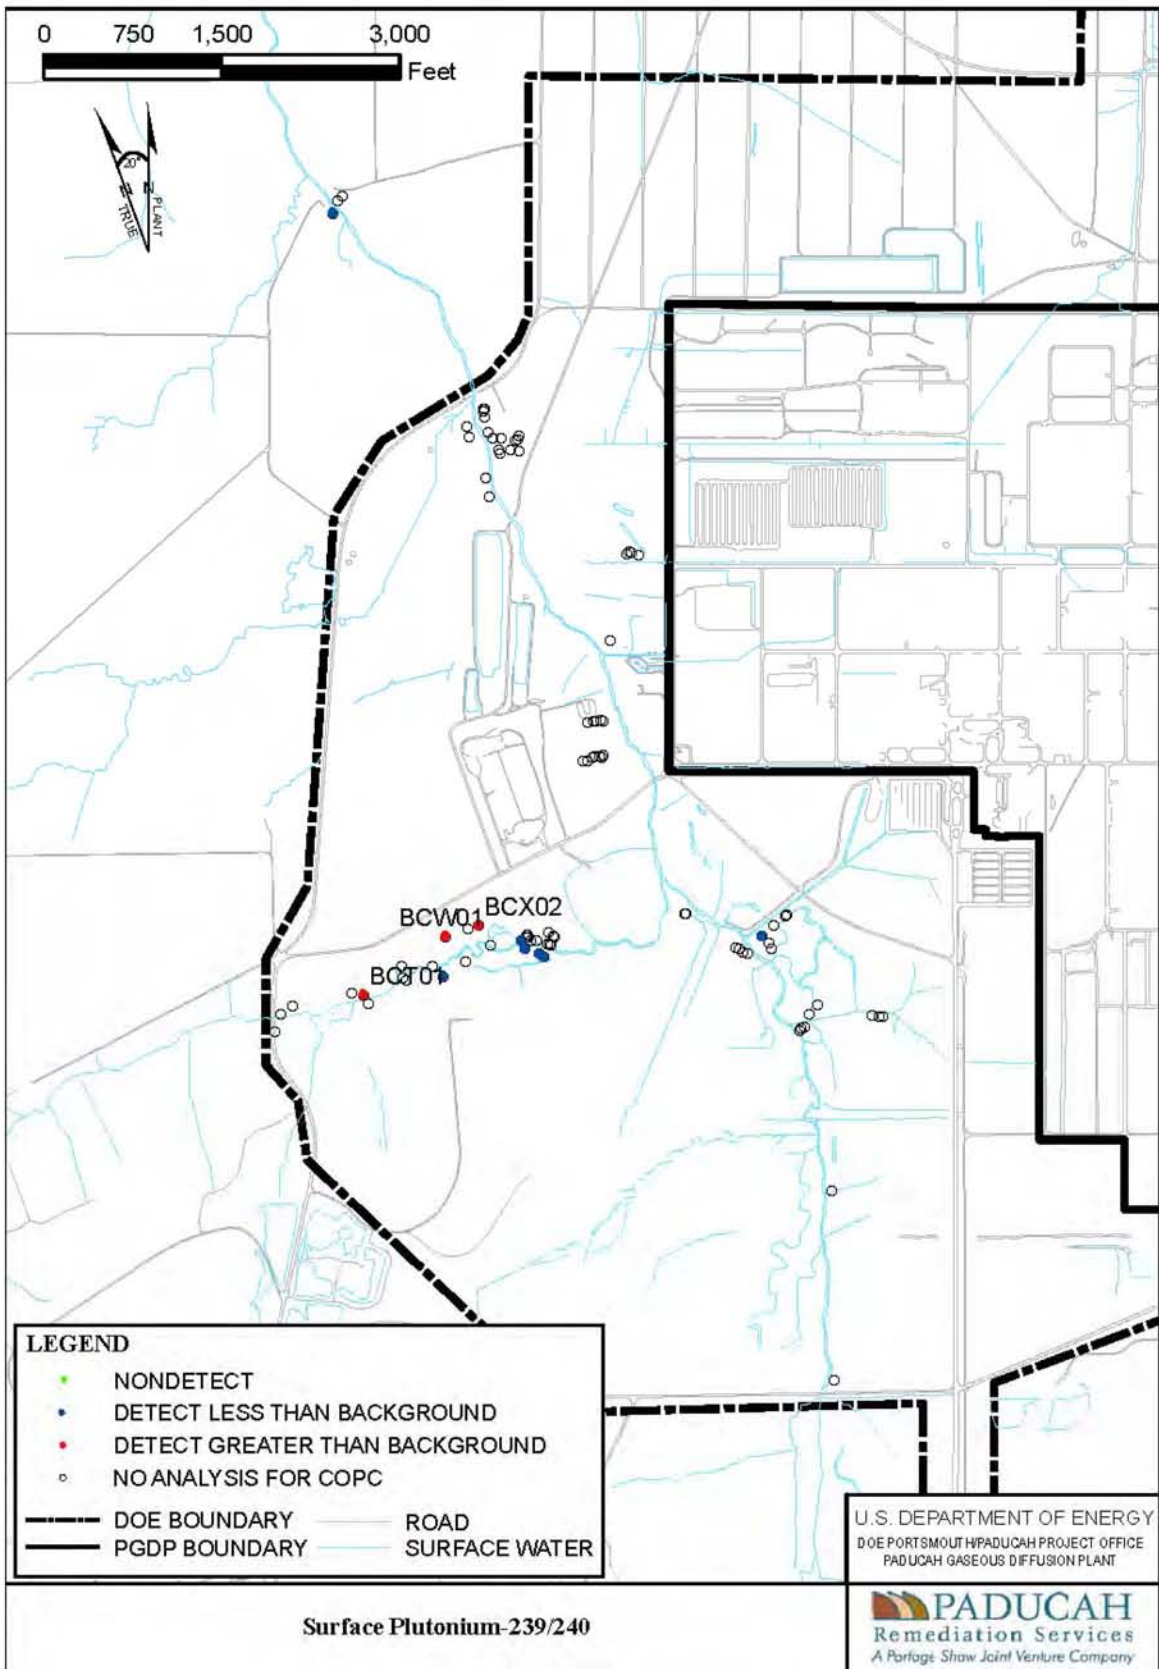 0 750 1,500 3,000
Feet
20°
N N
TRUE PLANT
BCW01 BCX02
BCT01
LEGEND
NONDETECT
DETECT LESS THAN BACKGROUND
DETECT GREATER THAN BACKGROUND
NO ANALYSIS FOR COPC
DOE BOUNDARY ROAD
PGDP BOUNDARY SURFACE WATER
U.S. DEPARTMENT OF ENERGY
DOE PORTSMOUTH/PADUCAH PROJECT OFFICE
PADUCAH GASEOUS DIFFUSION PLANT
Surface Plutonium-239/240
PADUCAH
Remediation Services
A Portage Shaw Joint Venture Company